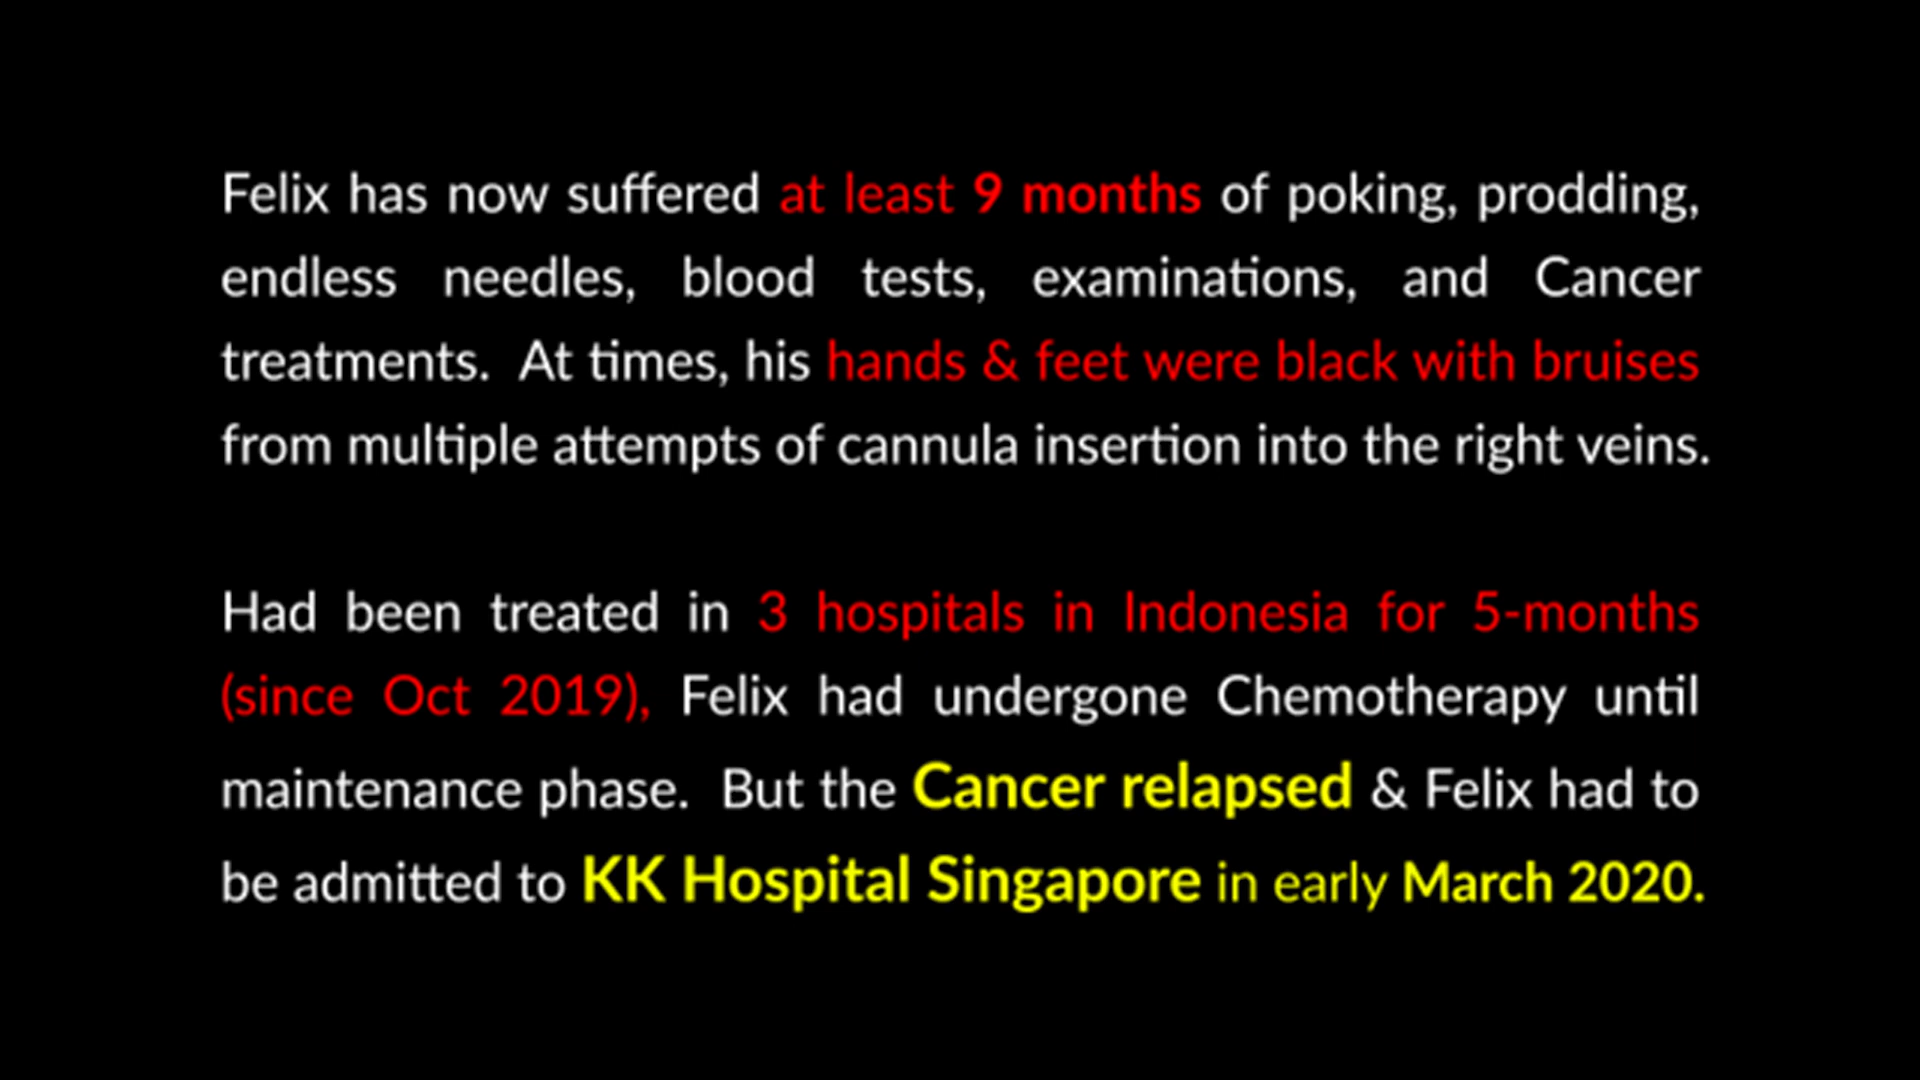 Felix has now suffered at least 9 months of poking, prodding,
endless needles, blood tests, examinations, and Cancer
treatments. At times, his hands & feet were black with bruises
from multiple attempts of cannula insertion into the right veins.
Had been treated in 3 hospitals in Indonesia for 5-months
(since Oct 2019), Felix had undergone Chemotherapy until
maintenance phase. But the Cancer relapsed & Felix had to
be admitted to KK Hospital Singapore in early March 2020.